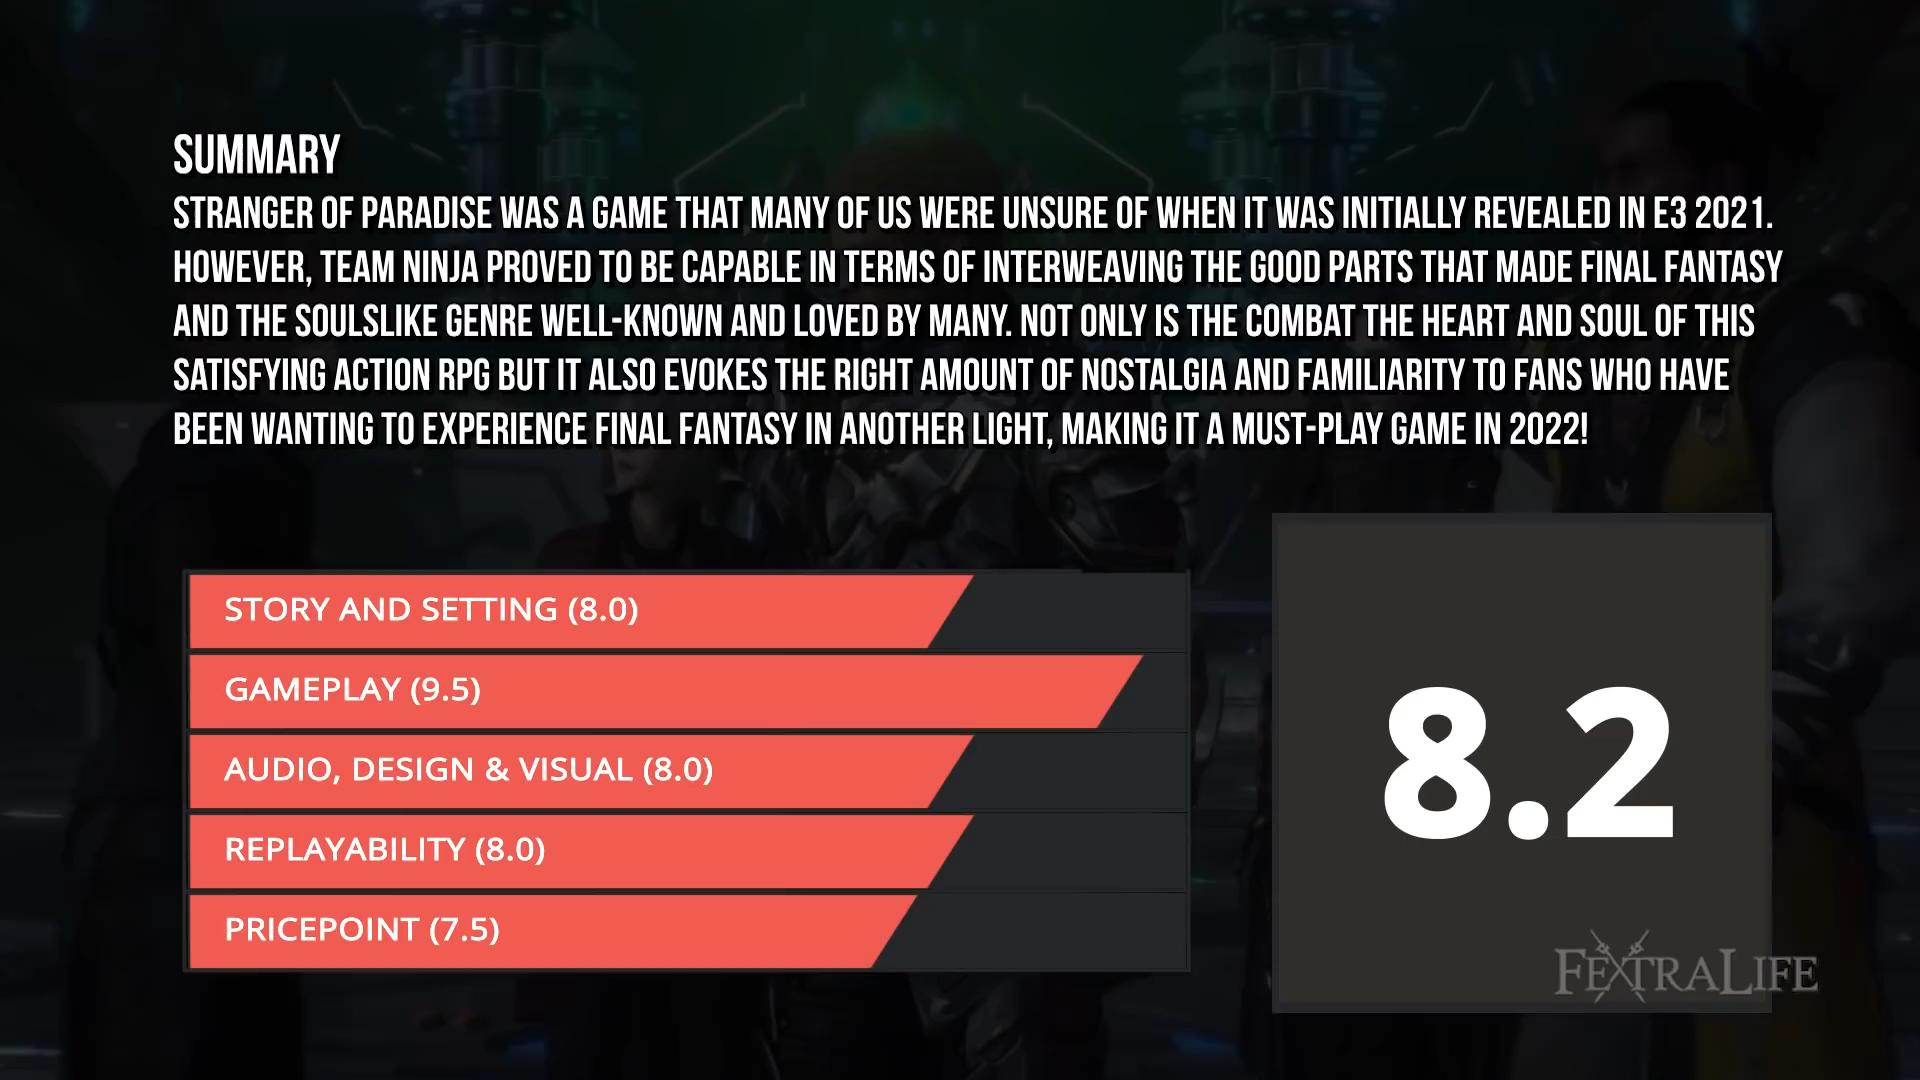 SUMMARY
STRANGER OF PARADISE WAS A GAME THAT MANY OF US WERE UNSURE OF WHEN IT WAS INITIALLY REVEALED IN E3 2021.
HOWEVER, TEAM NINJA PROVED TO BE CAPABLE IN TERMS OF INTERWEAVING THE GOOD PARTS THAT MADE FINAL FANTASY
AND THE SOULSLIKE GENRE WELL-KNOWN AND LOVED BY MANY. NOT ONLY IS THE COMBAT THE HEART AND SOUL OF THIS
SATISFYING ACTION RPG BUT IT ALSO EVOKES THE RIGHT AMOUNT OF NOSTALGIA AND FAMILIARITY TO FANS WHO HAVE
BEEN WANTING TO EXPERIENCE FINAL FANTASY IN ANOTHER LIGHT, MAKING IT A MUST-PLAY GAME IN 2022!
STORY AND SETTING (8.0)
GAMEPLAY (9.5)
AUDIO, DESIGN & VISUAL (8.0)
REPLAYABILITY (8.0)
PRICEPOINT (7.5)
8.2
FEXTRALIFE